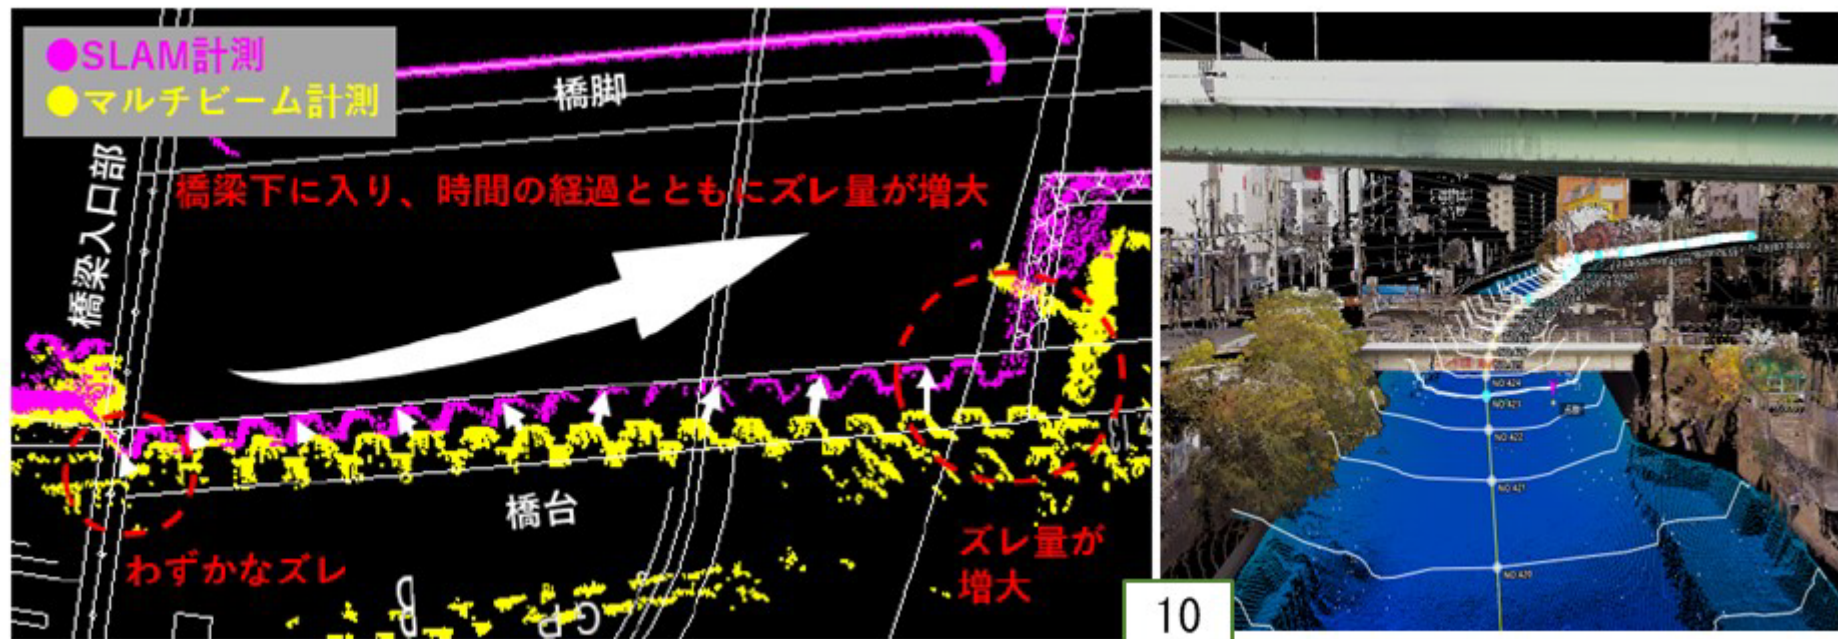 ●SLAM計測
●マルチビーム計測
橋脚
橋梁入口部
橋梁下に入り、時間の経過とともにズレ量が増大
橋台
わずかなズレ
ズレ量が
増大
10
NO.424
NO.423
NO.422
NO.421
NO.420